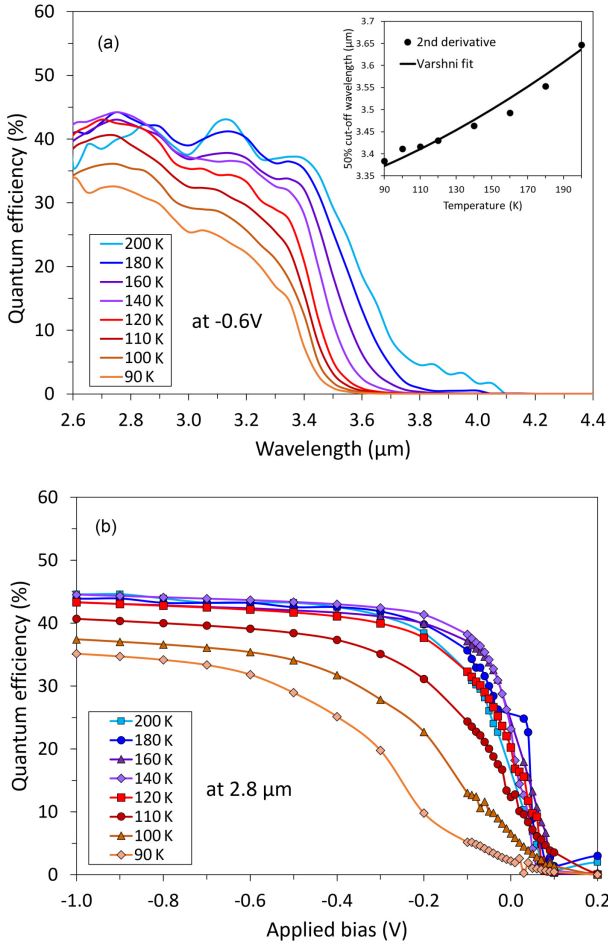 (a)
Quantum efficiency (%)
60
50
40
30
20
10
0
2.6 2.8 3.0 3.2 3.4 3.6 3.8 4.0 4.2 4.4
Wavelength (µm)
200 K
180 K
160 K
140 K
120 K
110 K
100 K
90 K
at -0.6V
50% cut-off wavelength (µm)
3.7
3.65
3.6
3.55
3.5
3.45
3.4
3.35
2nd derivative
Varshni fit
90 110 130 150 170 190
Temperature (K)
(b)
Quantum efficiency (%)
60
50
40
30
20
10
0
-1.0 -0.8 -0.6 -0.4 -0.2 0.0 0.2
Applied bias (V)
200 K
180 K
160 K
140 K
120 K
110 K
100 K
90 K
at 2.8 µm